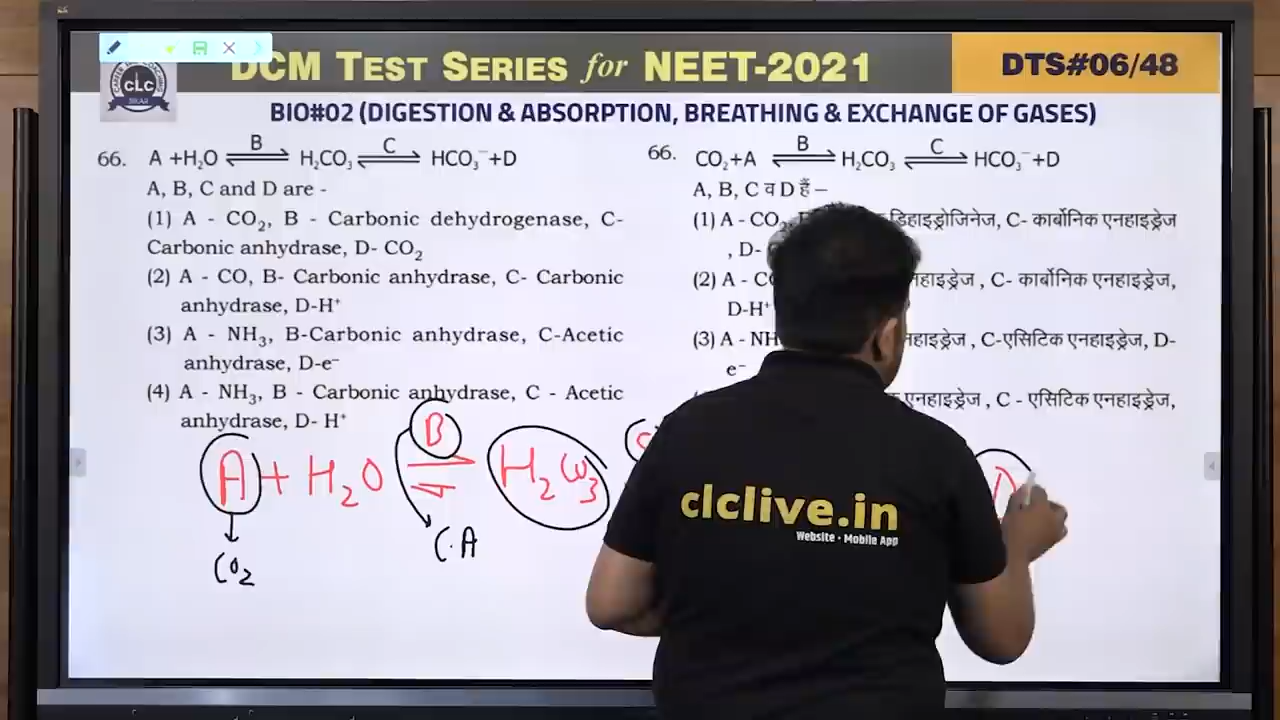 DCM TEST SERIES for NEET-2021
DTS#06/48
CLC
SIKAR
BIO#02 (DIGESTION & ABSORPTION, BREATHING & EXCHANGE OF GASES)
66. A +H₂O ⇌ B H₂CO₃ ⇌ C HCO₃⁻+D
A, B, C and D are -
(1) A - CO₂, B - Carbonic dehydrogenase, C-
Carbonic anhydrase, D- CO₂
(2) A - CO, B- Carbonic anhydrase, C- Carbonic
anhydrase, D-H⁺
(3) A - NH₃, B-Carbonic anhydrase, C-Acetic
anhydrase, D-e⁻
(4) A - NH₃, B - Carbonic anhydrase, C - Acetic
anhydrase, D- H⁺
66. CO₂+A ⇌ B H₂CO₃ ⇌ C HCO₃⁻+D
A, B, C व D हैं –
(1) A - CO₂, डिहाइड्रोजिनेज, C- कार्बोनिक एनहाइड्रेज
, D-
(2) A - C नहाइड्रेज , C- कार्बोनिक एनहाइड्रेज,
D-H⁺
(3) A - NH नहाइड्रेज , C-एसिटिक एनहाइड्रेज, D-
e⁻
एनहाइड्रेज , C - एसिटिक एनहाइड्रेज,
A + H₂O ⇌ B H₂CO₃ C D
CO₂
C.A
clclive.in
Website • Mobile App